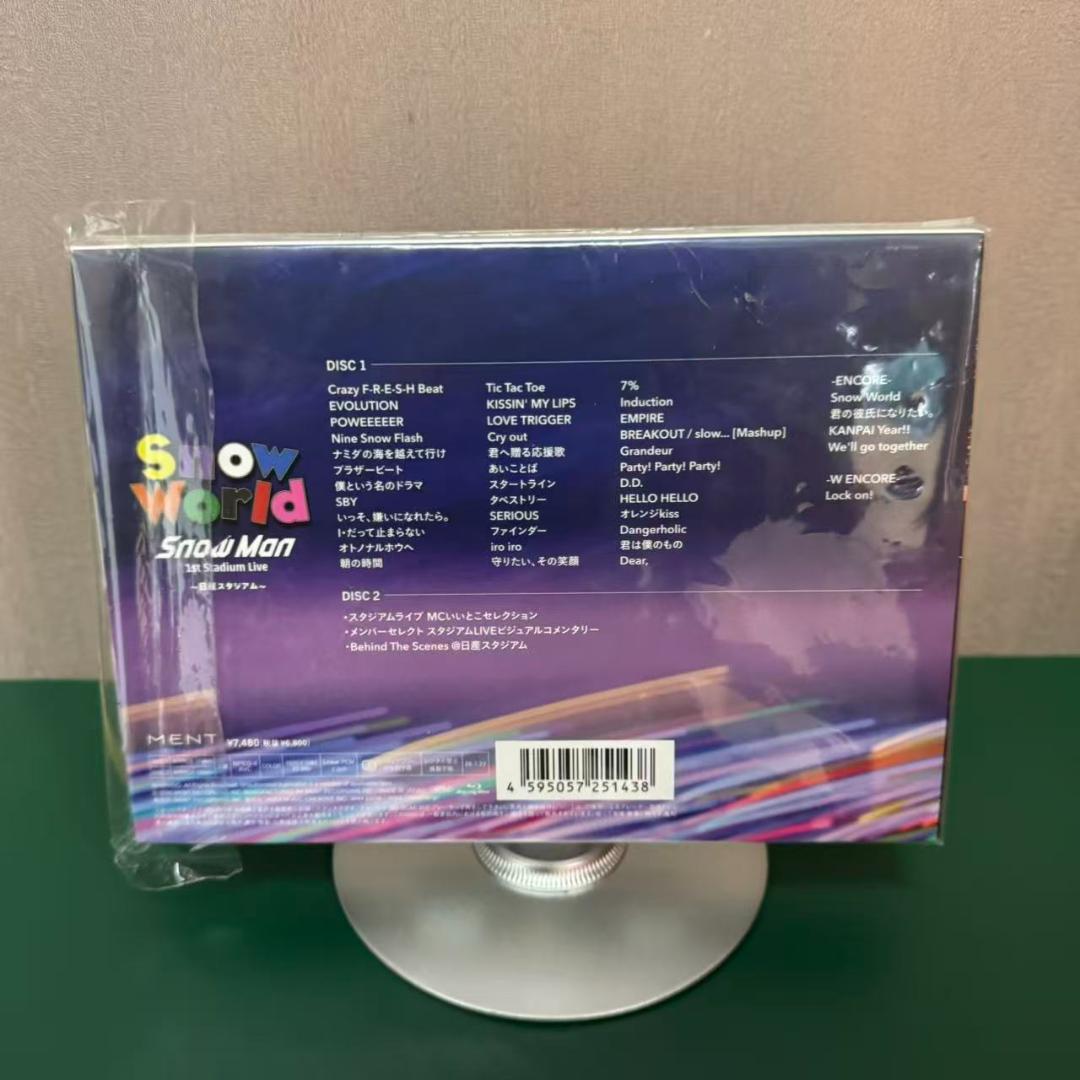 DISC 1
Crazy F-R-E-S-H Beat
EVOLUTION
POWEEEEER
Nine Snow Flash
ナミダの海を越えて行け
ブラザービート
僕という名のドラマ
SBY
いっそ、嫌いになれたら。
I・だって止まらない
オトノナルホウヘ
朝の時間
Tic Tac Toe
KISSIN' MY LIPS
LOVE TRIGGER
Cry out
君へ贈る応援歌
あいことば
スタートライン
タペストリー
SERIOUS
ファインダー
iro iro
守りたい、その笑顔
7%
Induction
EMPIRE
BREAKOUT / slow... [Mashup]
Grandeur
Party! Party! Party!
D.D.
HELLO HELLO
オレンジkiss
Dangerholic
君は僕のもの
Dear,
-ENCORE-
Snow World
君の彼氏になりたい。
KANPAI Year!!
We'll go together
-W ENCORE-
Lock on!
Snow
World
Snow Man
1st Stadium Live
～日産スタジアム～
DISC 2
・スタジアムライブ MCいいとこセレクション
・メンバーセレクト スタジアムLIVEビジュアルコメンタリー
・Behind The Scenes @日産スタジアム
MENT
¥7,480(税抜 ¥6,800)
MPEG-4 AVC
COLOR
4 595057 251438